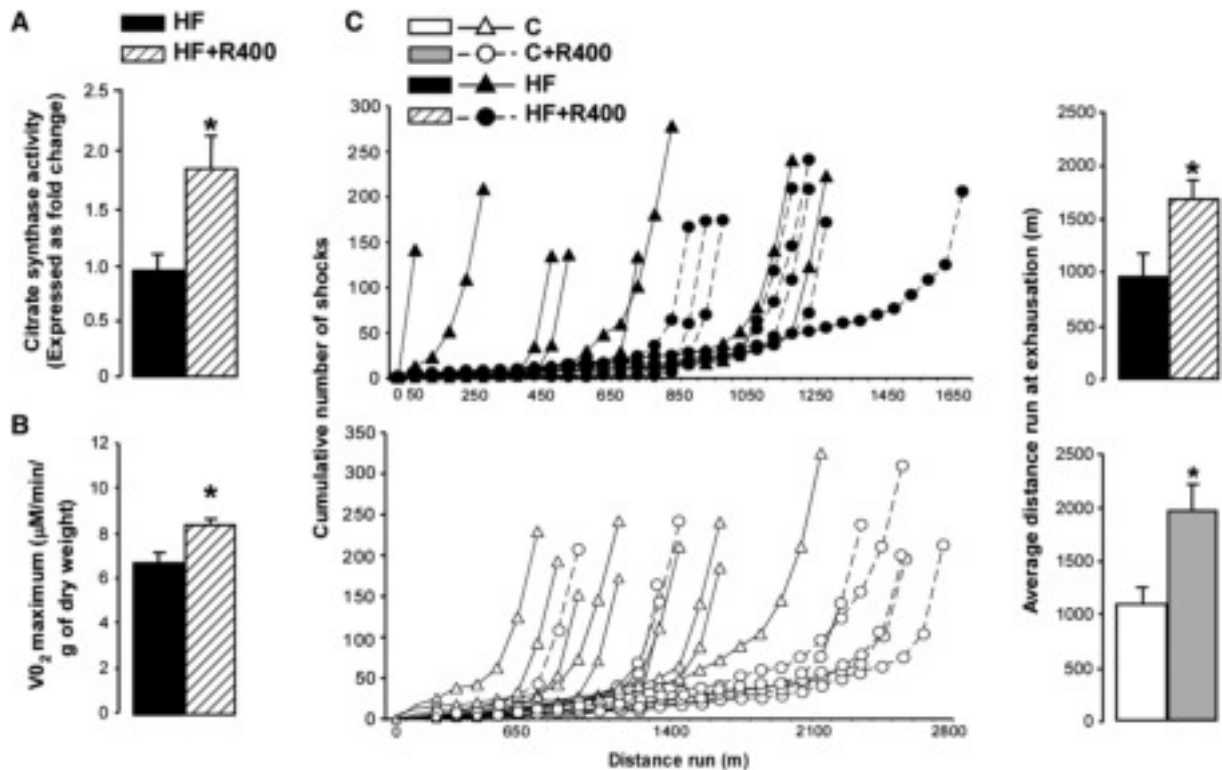 A
HF
HF+R400
Citrate synthase activity
(Expressed as fold change)
2.5
2.0
1.5
1.0
0.5
0
*
B
V0₂ maximum (µM/min/
g of dry weight)
12
10
8
6
4
2
0
*
C
C
C+R400
HF
HF+R400
Cumulative number of shocks
300
250
200
150
100
50
0
0 50 250 450 650 850 1050 1250 1450 1650
350
300
250
200
150
100
50
0
0 650 1400 2100 2800
Distance run (m)
Average distance run at exhausation (m)
2500
2000
1500
1000
500
0
*
2500
2000
1500
1000
500
0
*